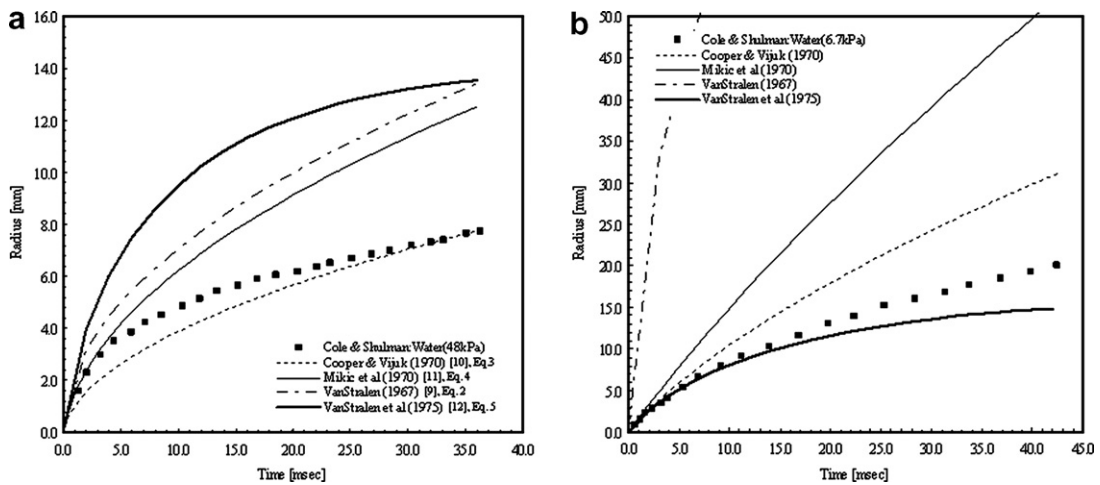 a
16.0
14.0
12.0
10.0
8.0
6.0
4.0
2.0
0.0
Radius [mm]
0.0 5.0 10.0 15.0 20.0 25.0 30.0 35.0 40.0
Time [msec]
Cole & Shulman:Water(48kPa)
Cooper & Vijuk (1970) [10], Eq.3
Mikic et al (1970) [11], Eq.4
VanStralen (1967) [9], Eq.2
VanStralen et al (1975) [12], Eq.5
b
50.0
45.0
40.0
35.0
30.0
25.0
20.0
15.0
10.0
5.0
0.0
Radius [mm]
0.0 5.0 10.0 15.0 20.0 25.0 30.0 35.0 40.0 45.0
Time [msec]
Cole & Shulman:Water(6.7kPa)
Cooper & Vijuk (1970)
Mikic et al (1970)
VanStralen (1967)
VanStralen et al (1975)